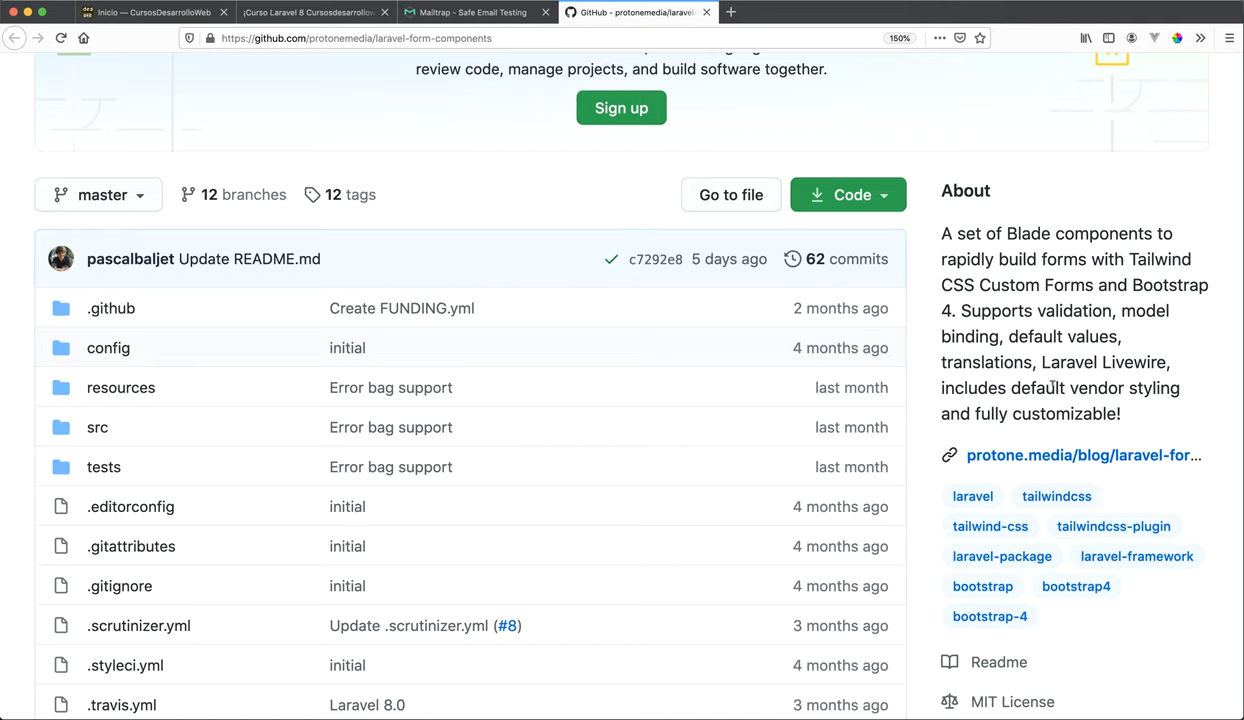 Inicio — CursosDesarrolloWeb
¡Curso Laravel 8 Cursosdesarrollow
Mailtrap - Safe Email Testing
GitHub - protonemedia/laravel-
https://github.com/protonemedia/laravel-form-components
150%
review code, manage projects, and build software together.
Sign up
master
12 branches
12 tags
Go to file
Code
pascalbaljet Update README.md
c7292e8 5 days ago
62 commits
.github Create FUNDING.yml 2 months ago
config initial 4 months ago
resources Error bag support last month
src Error bag support last month
tests Error bag support last month
.editorconfig initial 4 months ago
.gitattributes initial 4 months ago
.gitignore initial 4 months ago
.scrutinizer.yml Update .scrutinizer.yml (#8) 3 months ago
.styleci.yml initial 4 months ago
.travis.yml Laravel 8.0 3 months ago
About
A set of Blade components to
rapidly build forms with Tailwind
CSS Custom Forms and Bootstrap
4. Supports validation, model
binding, default values,
translations, Laravel Livewire,
includes default vendor styling
and fully customizable!
protone.media/blog/laravel-for...
laravel tailwindcss
tailwind-css tailwindcss-plugin
laravel-package laravel-framework
bootstrap bootstrap4
bootstrap-4
Readme
MIT License